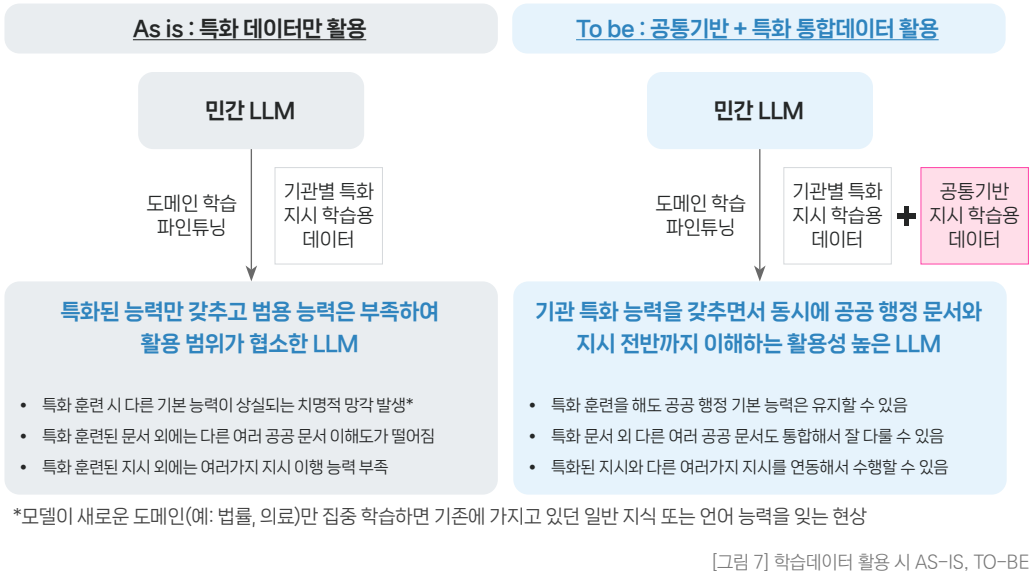 As is : 특화 데이터만 활용
민간 LLM
도메인 학습
파인튜닝
기관별 특화
지시 학습용
데이터
특화된 능력만 갖추고 범용 능력은 부족하여
활용 범위가 협소한 LLM
• 특화 훈련 시 다른 기본 능력이 상실되는 치명적 망각 발생*
• 특화 훈련된 문서 외에는 다른 여러 공공 문서 이해도가 떨어짐
• 특화 훈련된 지시 외에는 여러가지 지시 이행 능력 부족
To be : 공통기반 + 특화 통합데이터 활용
민간 LLM
도메인 학습
파인튜닝
기관별 특화
지시 학습용
데이터
+
공통기반
지시 학습용
데이터
기관 특화 능력을 갖추면서 동시에 공공 행정 문서와
지시 전반까지 이해하는 활용성 높은 LLM
• 특화 훈련을 해도 공공 행정 기본 능력은 유지할 수 있음
• 특화 문서 외 다른 여러 공공 문서도 통합해서 잘 다룰 수 있음
• 특화된 지시와 다른 여러가지 지시를 연동해서 수행할 수 있음
*모델이 새로운 도메인(예: 법률, 의료)만 집중 학습하면 기존에 가지고 있던 일반 지식 또는 언어 능력을 잊는 현상
[그림 7] 학습데이터 활용 시 AS-IS, TO-BE